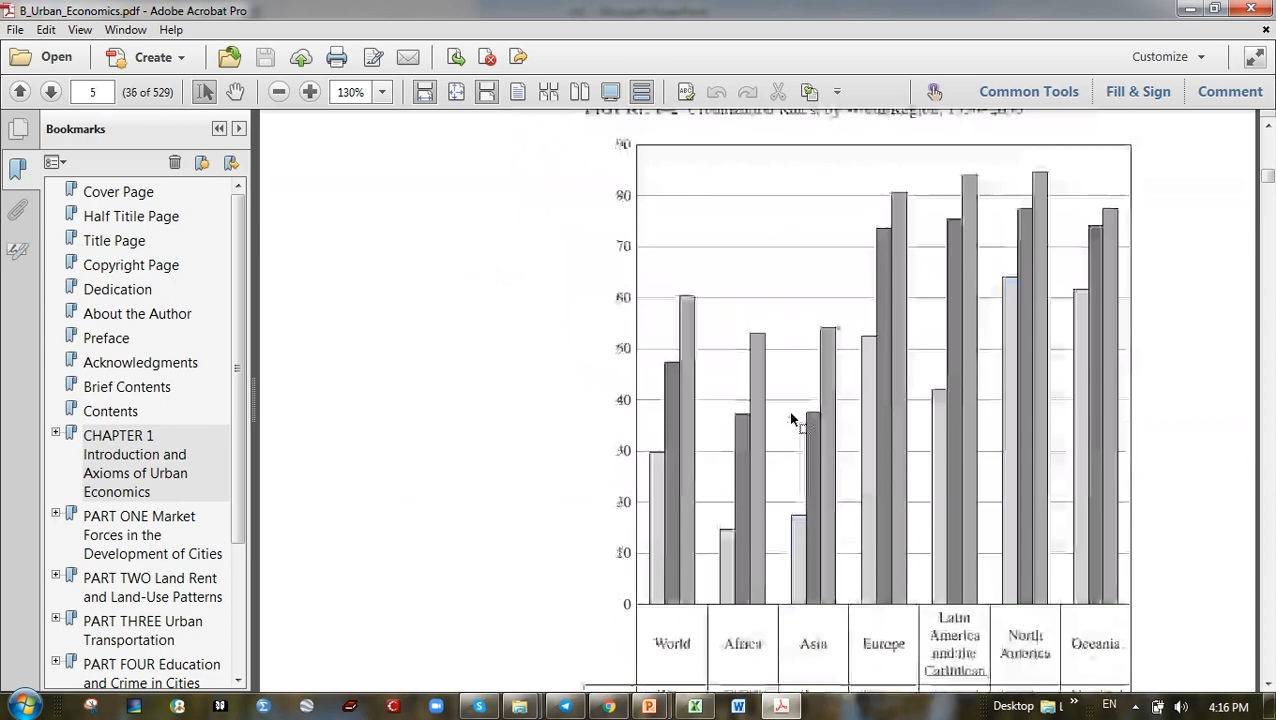 B_Urban_Economics.pdf - Adobe Acrobat Pro
File Edit View Window Help
Open Create Customize
5 (36 of 529) 130% Common Tools Fill & Sign Comment
Bookmarks
Cover Page
Half Titile Page
Title Page
Copyright Page
Dedication
About the Author
Preface
Acknowledgments
Brief Contents
Contents
CHAPTER 1
Introduction and
Axioms of Urban
Economics
PART ONE Market
Forces in the
Development of Cities
PART TWO Land Rent
and Land-Use Patterns
PART THREE Urban
Transportation
PART FOUR Education
and Crime in Cities
90
80
70
60
50
40
30
20
10
0
World Africa Asia Europe Latin America and the Caribbean North America Oceania
Desktop EN 4:16 PM